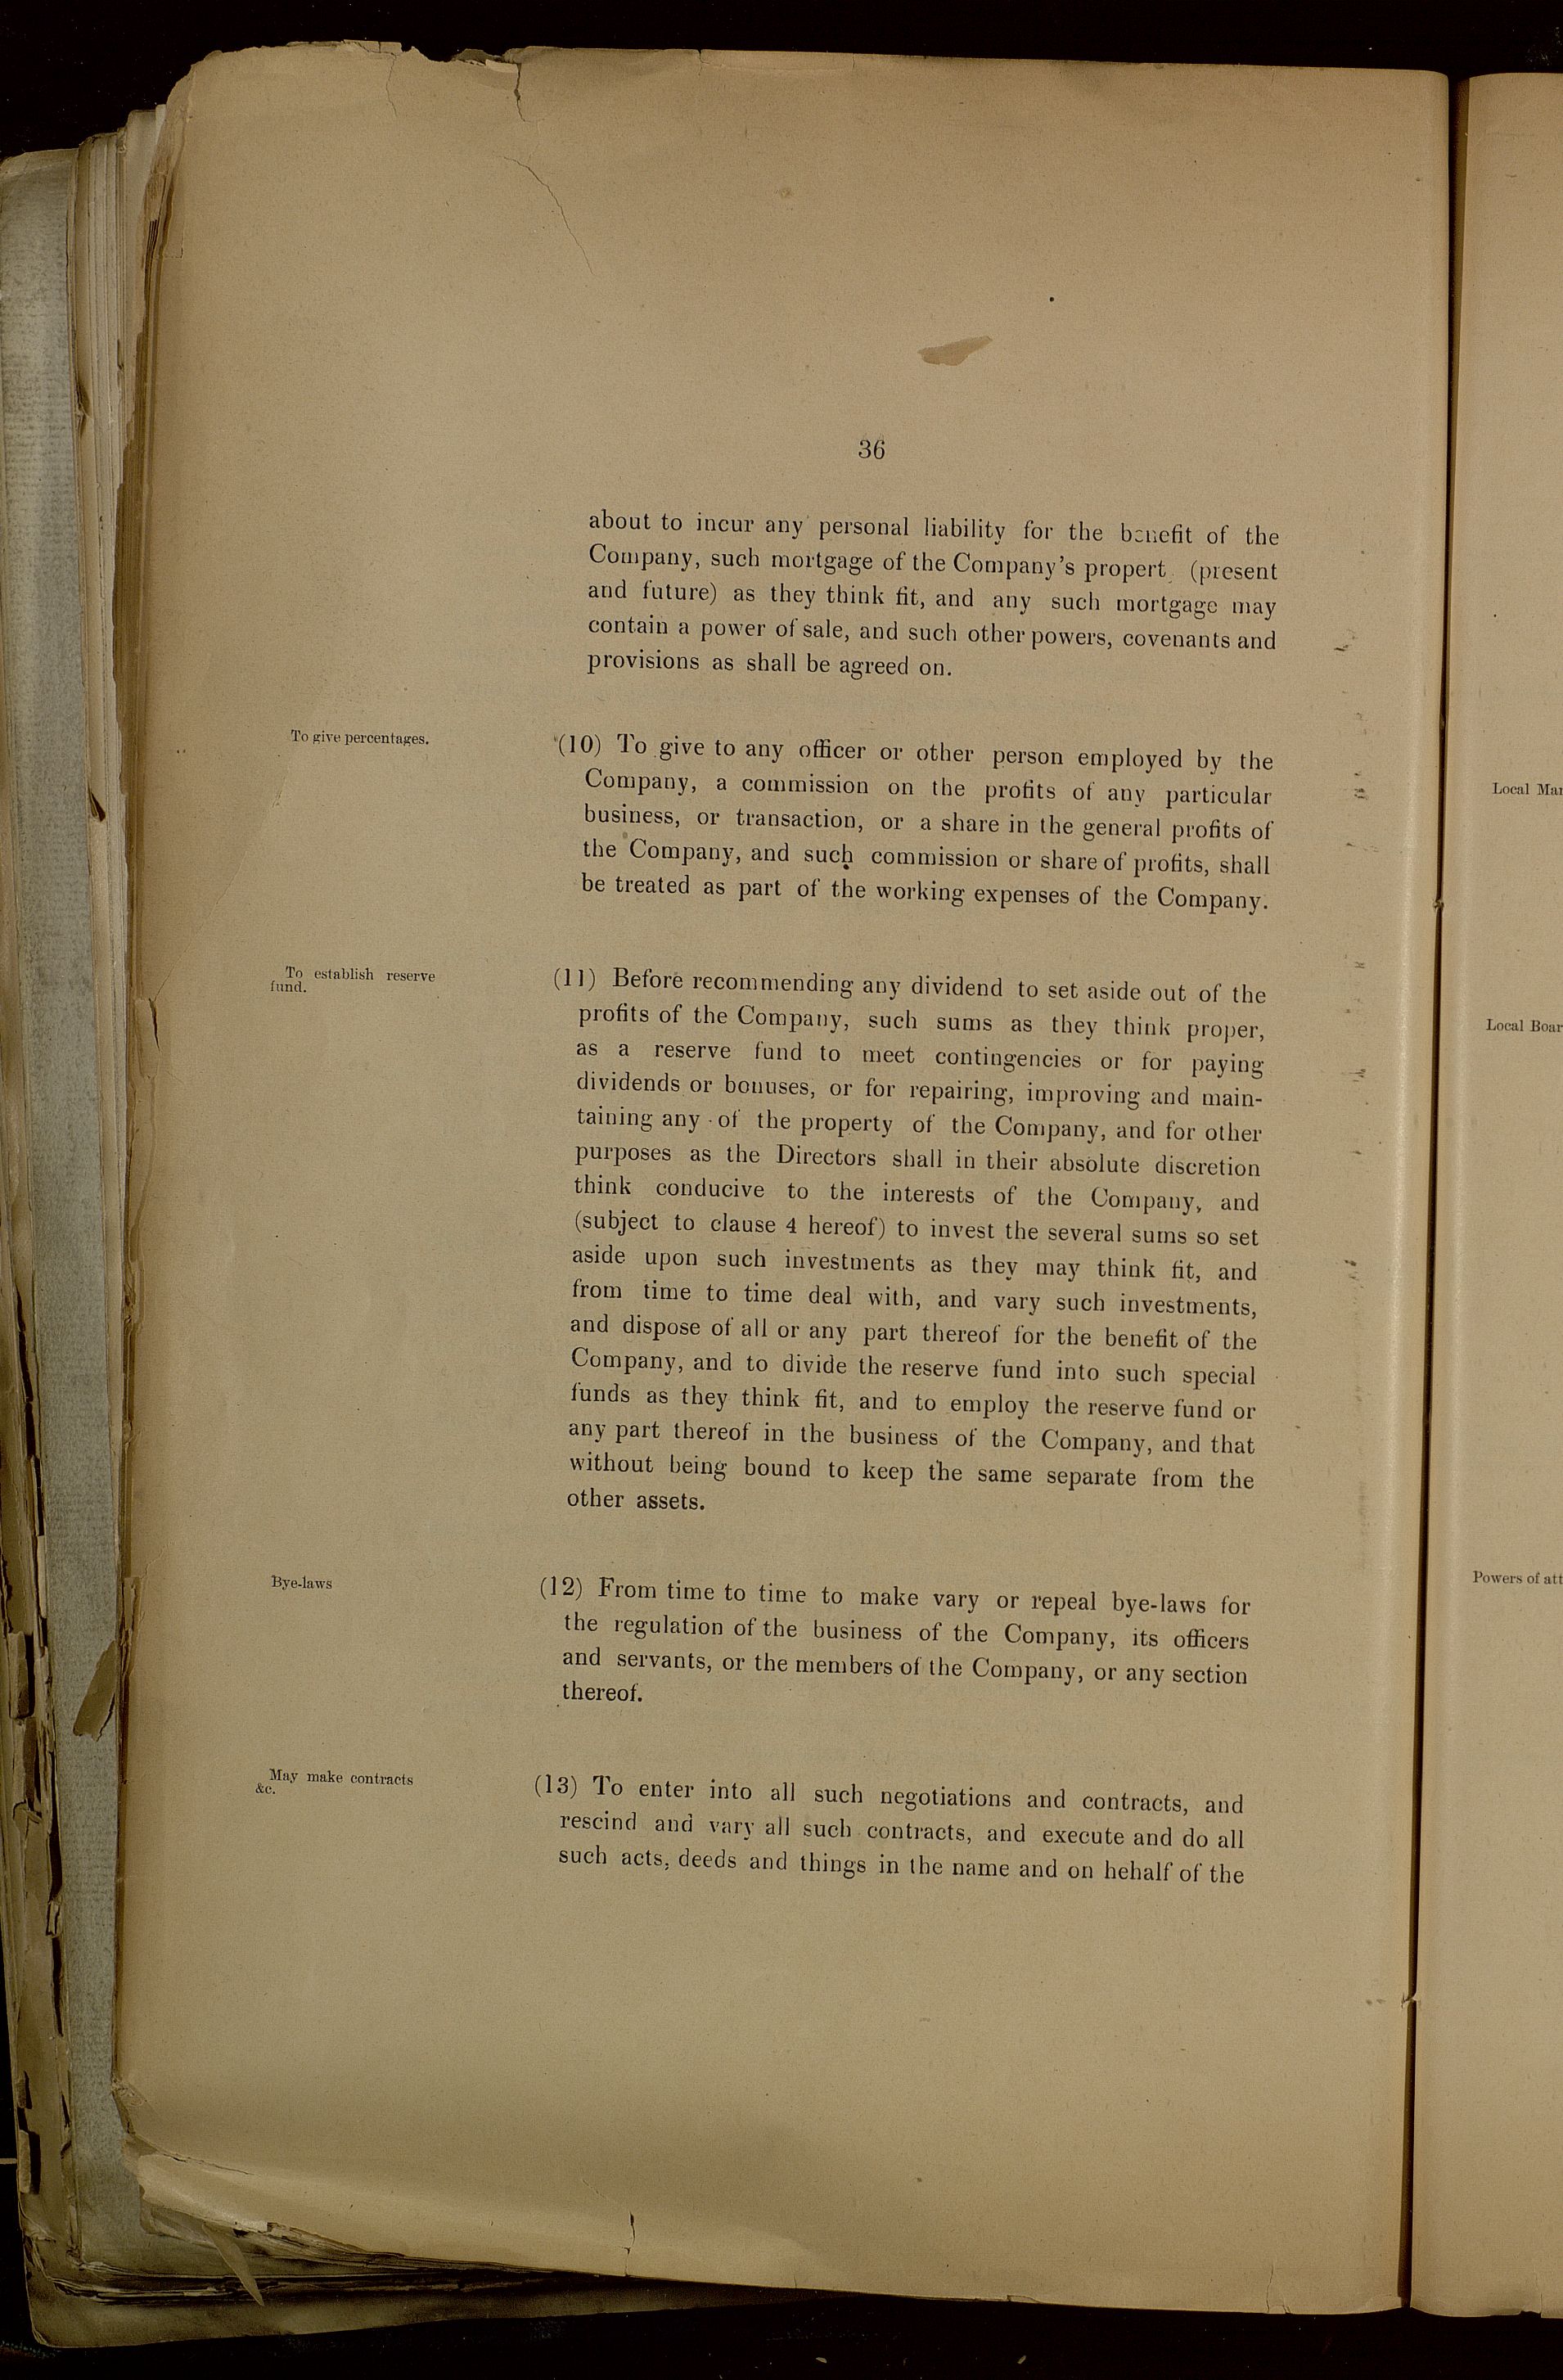 36
about to incur any personal liability for the benefit of the
Company, such mortgage of the Company's propert (present
and future) as they think fit, and any such mortgage may
contain a power of sale, and such other powers, covenants and
provisions as shall be agreed on.
To give percentages.
(10) To give to any officer or other person employed by the
Company, a commission on the profits of any particular
business, or transaction, or a share in the general profits of
the Company, and such commission or share of profits, shall
be treated as part of the working expenses of the Company.
To establish reserve
fund.
(11) Before recommending any dividend to set aside out of the
profits of the Company, such sums as they think proper,
as a reserve fund to meet contingencies or for paying
dividends or bonuses, or for repairing, improving and main-
taining any of the property of the Company, and for other
purposes as the Directors shall in their absolute discretion
think conducive to the interests of the Company, and
(subject to clause 4 hereof) to invest the several sums so set
aside upon such investments as they may think fit, and
from time to time deal with, and vary such investments,
and dispose of all or any part thereof for the benefit of the
Company, and to divide the reserve fund into such special
funds as they think fit, and to employ the reserve fund or
any part thereof in the business of the Company, and that
without being bound to keep the same separate from the
other assets.
Bye-laws
(12) From time to time to make vary or repeal bye-laws for
the regulation of the business of the Company, its officers
and servants, or the members of the Company, or any section
thereof.
May make contracts
&c.
(13) To enter into all such negotiations and contracts, and
rescind and vary all such contracts, and execute and do all
such acts, deeds and things in the name and on hehalf of the
Local
Local
Powers of